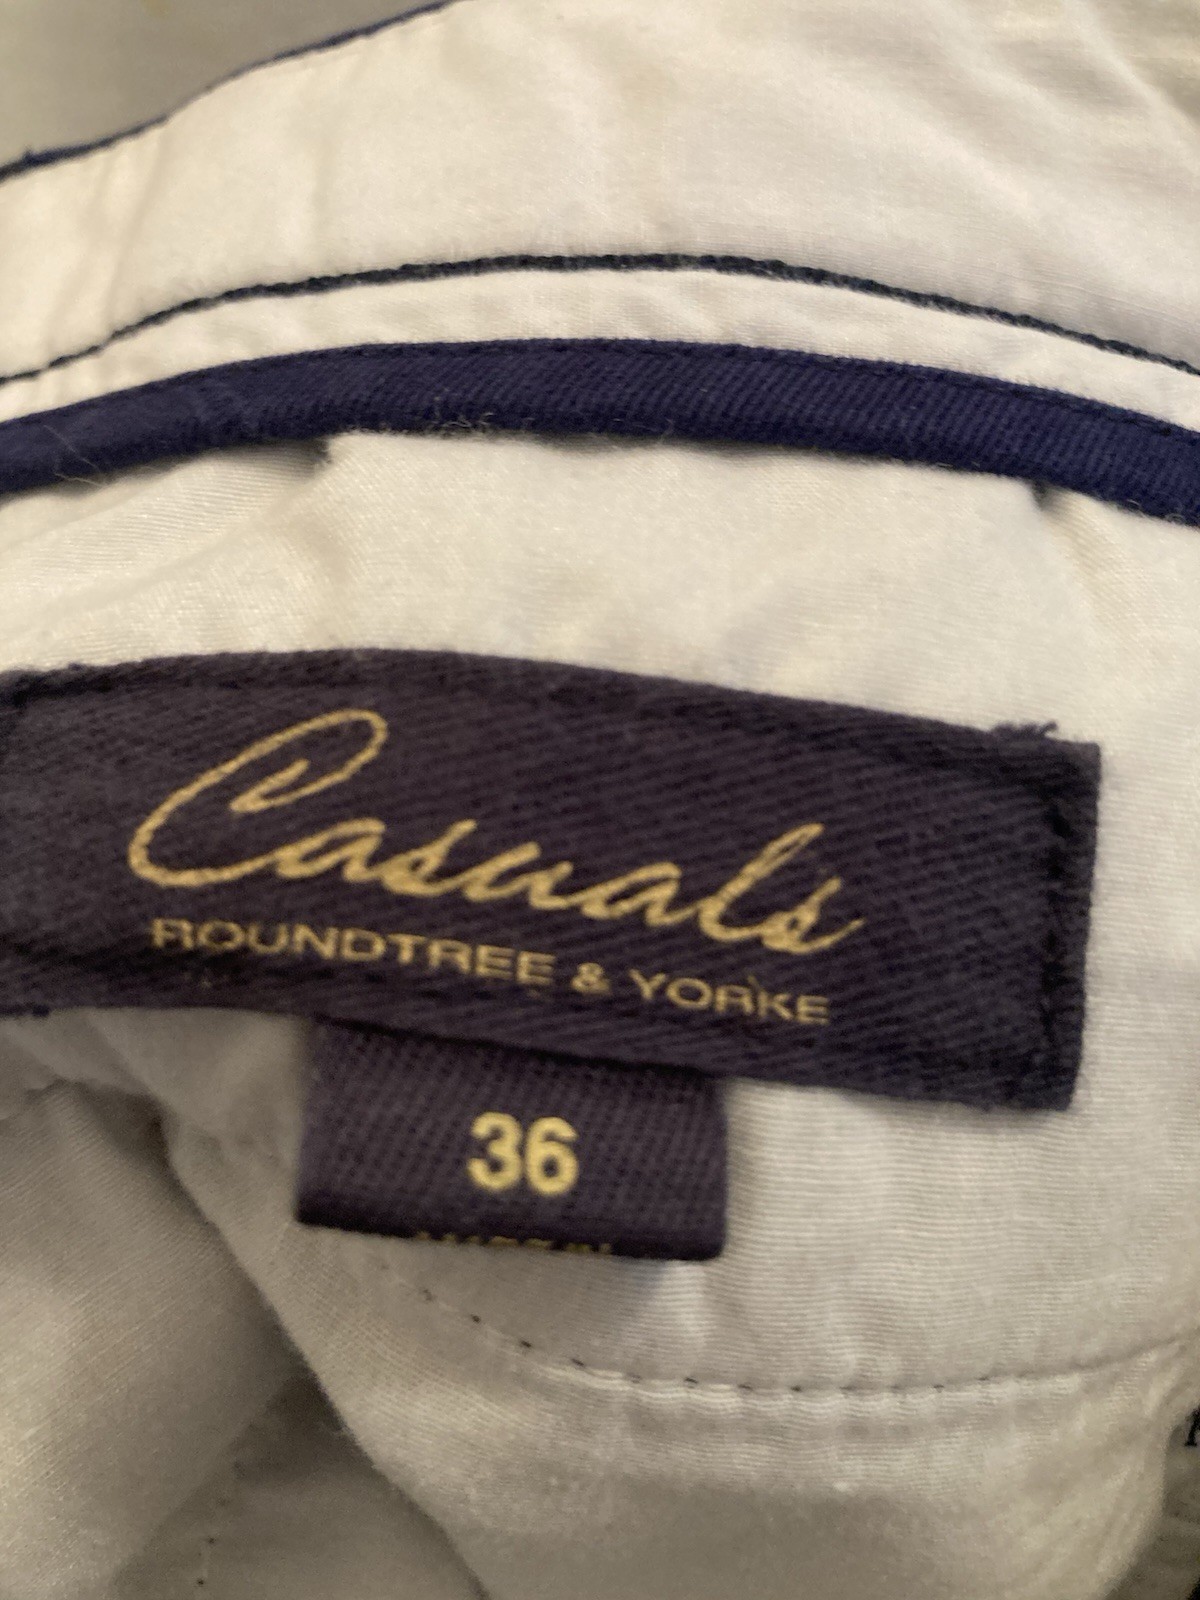 Casuals
ROUNDTREE & YORKE
36